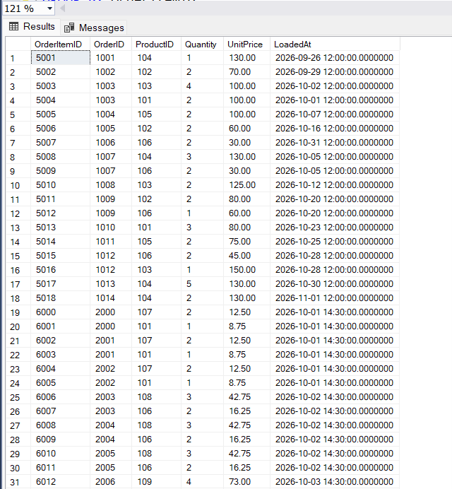 121 %
Results Messages
OrderItemID OrderID ProductID Quantity UnitPrice LoadedAt
1 5001 1001 104 1 130.00 2026-09-26 12:00:00.0000000
2 5002 1002 102 2 70.00 2026-09-29 12:00:00.0000000
3 5003 1003 103 4 100.00 2026-10-02 12:00:00.0000000
4 5004 1003 101 2 100.00 2026-10-01 12:00:00.0000000
5 5005 1004 105 2 100.00 2026-10-07 12:00:00.0000000
6 5006 1005 102 2 60.00 2026-10-16 12:00:00.0000000
7 5007 1006 106 2 30.00 2026-10-31 12:00:00.0000000
8 5008 1007 104 3 130.00 2026-10-05 12:00:00.0000000
9 5009 1007 106 2 30.00 2026-10-05 12:00:00.0000000
10 5010 1008 103 2 125.00 2026-10-12 12:00:00.0000000
11 5011 1009 102 2 80.00 2026-10-20 12:00:00.0000000
12 5012 1009 106 1 60.00 2026-10-20 12:00:00.0000000
13 5013 1010 101 3 80.00 2026-10-23 12:00:00.0000000
14 5014 1011 105 2 75.00 2026-10-25 12:00:00.0000000
15 5015 1012 106 2 45.00 2026-10-28 12:00:00.0000000
16 5016 1012 103 1 150.00 2026-10-28 12:00:00.0000000
17 5017 1013 104 5 130.00 2026-10-30 12:00:00.0000000
18 5018 1014 104 2 130.00 2026-11-01 12:00:00.0000000
19 6000 2000 107 2 12.50 2026-10-01 14:30:00.0000000
20 6001 2000 101 1 8.75 2026-10-01 14:30:00.0000000
21 6002 2001 107 2 12.50 2026-10-01 14:30:00.0000000
22 6003 2001 101 1 8.75 2026-10-01 14:30:00.0000000
23 6004 2002 107 2 12.50 2026-10-01 14:30:00.0000000
24 6005 2002 101 1 8.75 2026-10-01 14:30:00.0000000
25 6006 2003 108 3 42.75 2026-10-02 14:30:00.0000000
26 6007 2003 106 2 16.25 2026-10-02 14:30:00.0000000
27 6008 2004 108 3 42.75 2026-10-02 14:30:00.0000000
28 6009 2004 106 2 16.25 2026-10-02 14:30:00.0000000
29 6010 2005 108 3 42.75 2026-10-02 14:30:00.0000000
30 6011 2005 106 2 16.25 2026-10-02 14:30:00.0000000
31 6012 2006 109 4 73.00 2026-10-03 14:30:00.0000000